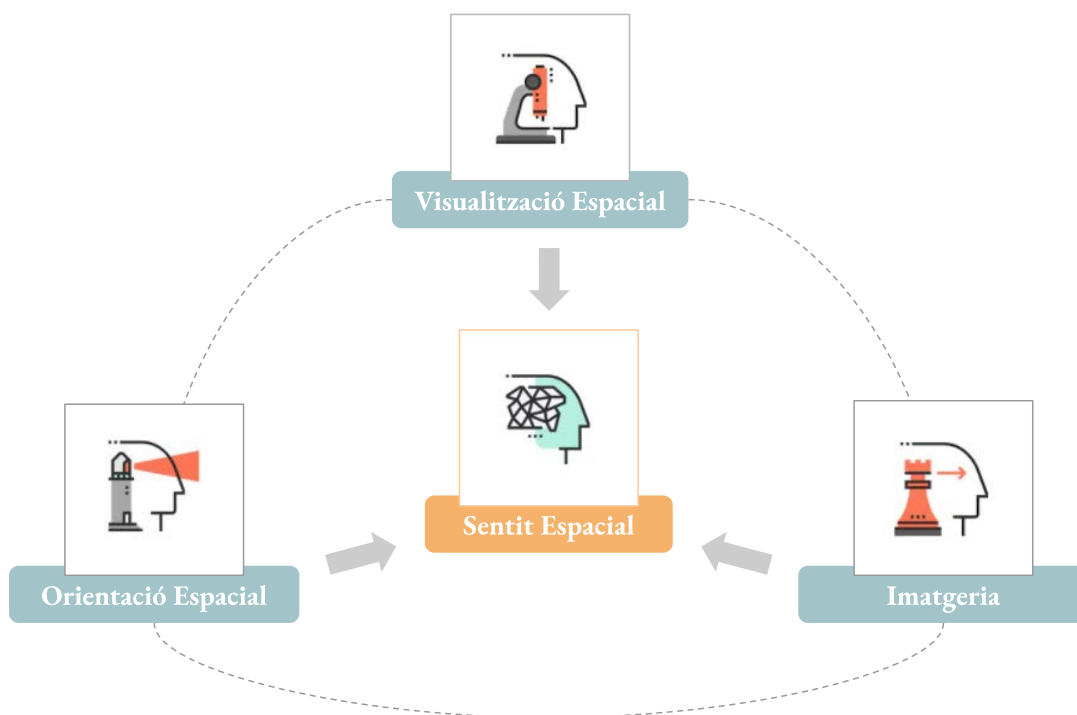 Visualització Espacial
Sentit Espacial
Orientació Espacial
Imatgeria